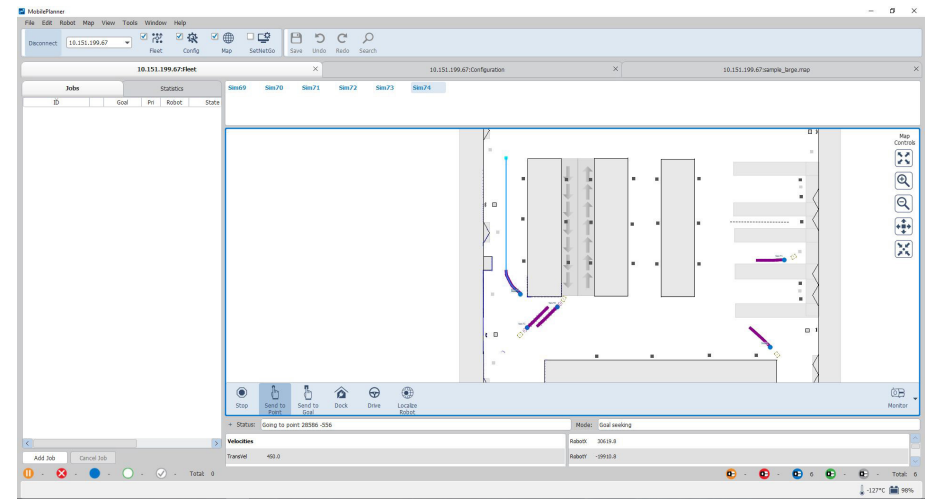 MobilePlanner
File Edit Robot Map View Tools Window Help
Disconnect 10.151.199.67 Fleet Config Map SetNetGo Save Undo Redo Search
10.151.199.67:Fleet 10.151.199.67:Configuration 10.151.199.67:sample_large.map
Jobs Statistics
ID Goal Pri Robot State
Sim69 Sim70 Sim71 Sim72 Sim73 Sim74
Map Controls
Stop Send to Point Send to Goal Dock Drive Localize Robot Monitor
+ Status: Going to point 28586 -556 Mode: Goal seeking
Velocities RobotX 30619.8
TransVel 450.0 RobotY -19910.8
Add Job Cancel Job
- - - - - Total: 0 - - 6 - - Total: 6
-127°C 98%